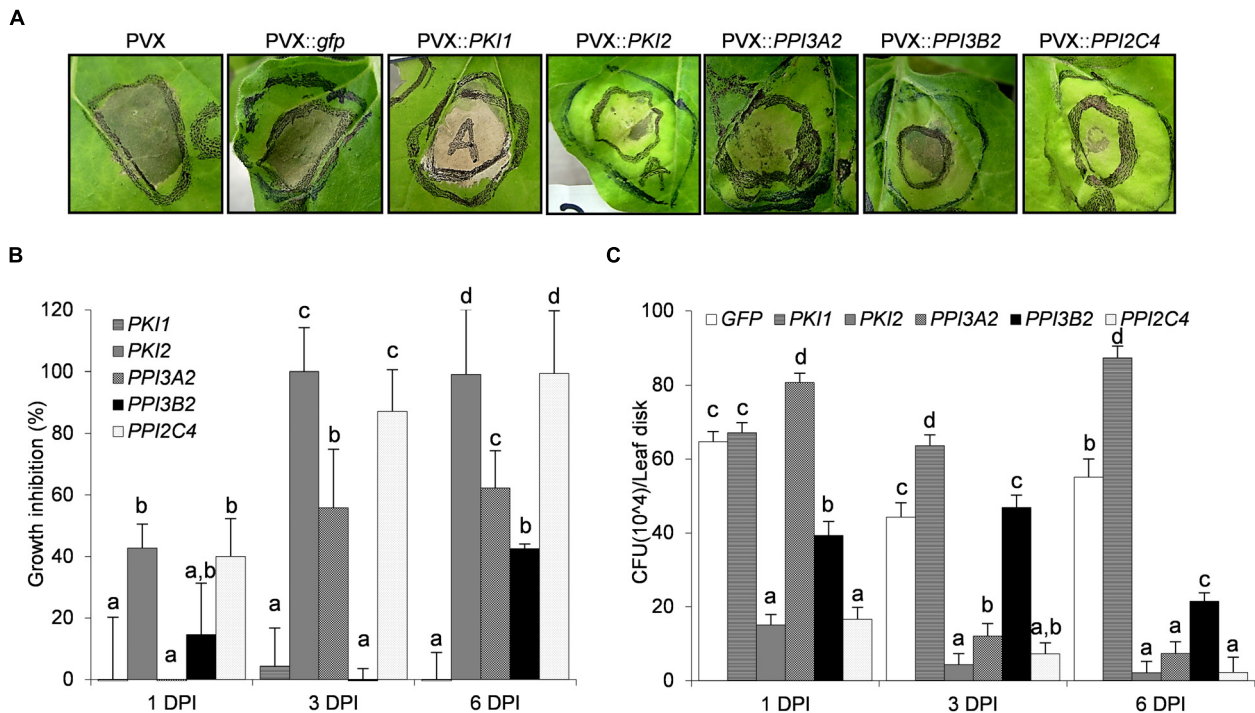 A
PVX PVX::gfp PVX::PKI1 PVX::PKI2 PVX::PPI3A2 PVX::PPI3B2 PVX::PPI2C4
A
A
B
Growth inhibition (%)
120
100
80
60
40
20
0
PKI1
PKI2
PPI3A2
PPI3B2
PPI2C4
a b a a,b b
a c b a c
a d c b d
1 DPI 3 DPI 6 DPI
C
CFU(10^4)/Leaf disk
100
80
60
40
20
0
GFP PKI1 PKI2 PPI3A2 PPI3B2 PPI2C4
c c a d b a
c d a b c a,b
b d a a c a
1 DPI 3 DPI 6 DPI